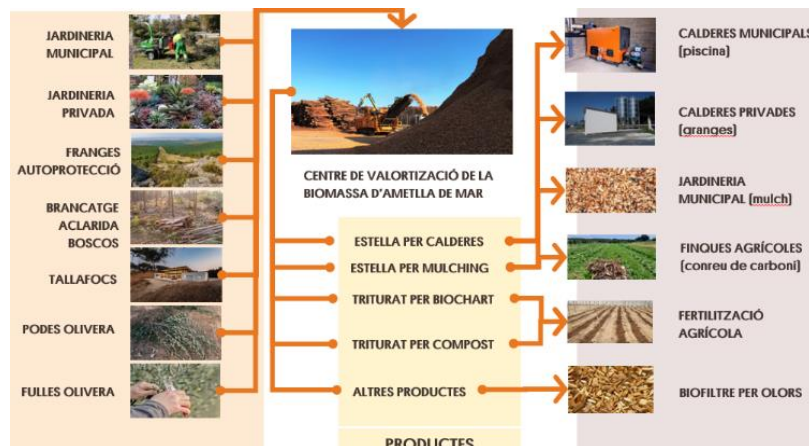 JARDINERIA
MUNICIPAL
JARDINERIA
PRIVADA
FRANGES
AUTOPROTECCIÓ
BRANCATGE
ACLARIDA
BOSCOS
TALLAFOCS
PODES OLIVERA
FULLES OLIVERA
CENTRE DE VALORTIZACIÓ DE LA
BIOMASSA D'AMETLLA DE MAR
ESTELLA PER CALDERES
ESTELLA PER MULCHING
TRITURAT PER BIOCHART
TRITURAT PER COMPOST
ALTRES PRODUCTES
PRODUCTES
CALDERES MUNICIPALS
(piscina)
CALDERES PRIVADES
(granges)
JARDINERIA
MUNICIPAL (mulch)
FINQUES AGRÍCOLES
(conreu de carboni)
FERTILITZACIÓ
AGRÍCOLA
BIOFILTRE PER OLORS